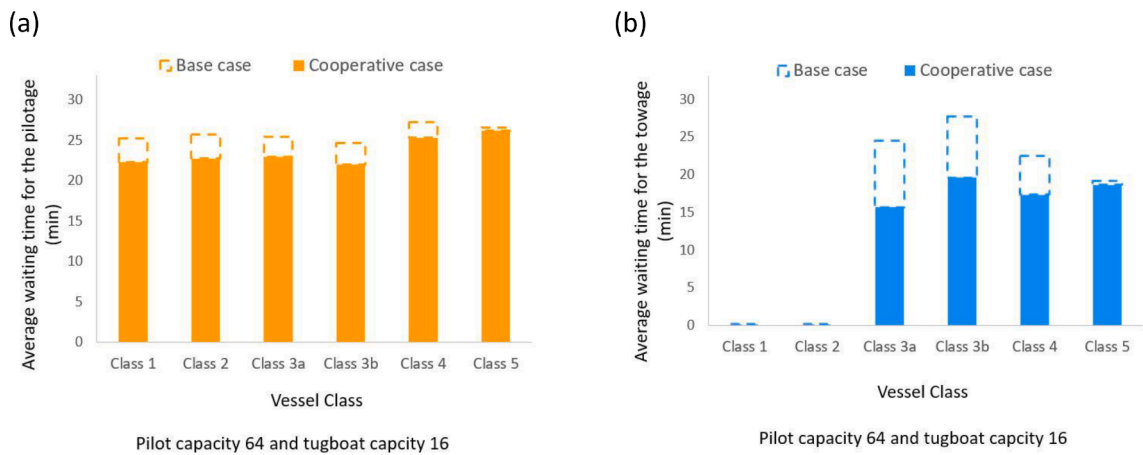 (a)
Base case Cooperative case
Average waiting time for the pilotage
(min)
30
25
20
15
10
5
0
Class 1 Class 2 Class 3a Class 3b Class 4 Class 5
Vessel Class
Pilot capacity 64 and tugboat capcity 16
(b)
Base case Cooperative case
Average waiting time for the towage
(min)
30
25
20
15
10
5
0
Class 1 Class 2 Class 3a Class 3b Class 4 Class 5
Vessel Class
Pilot capacity 64 and tugboat capcity 16